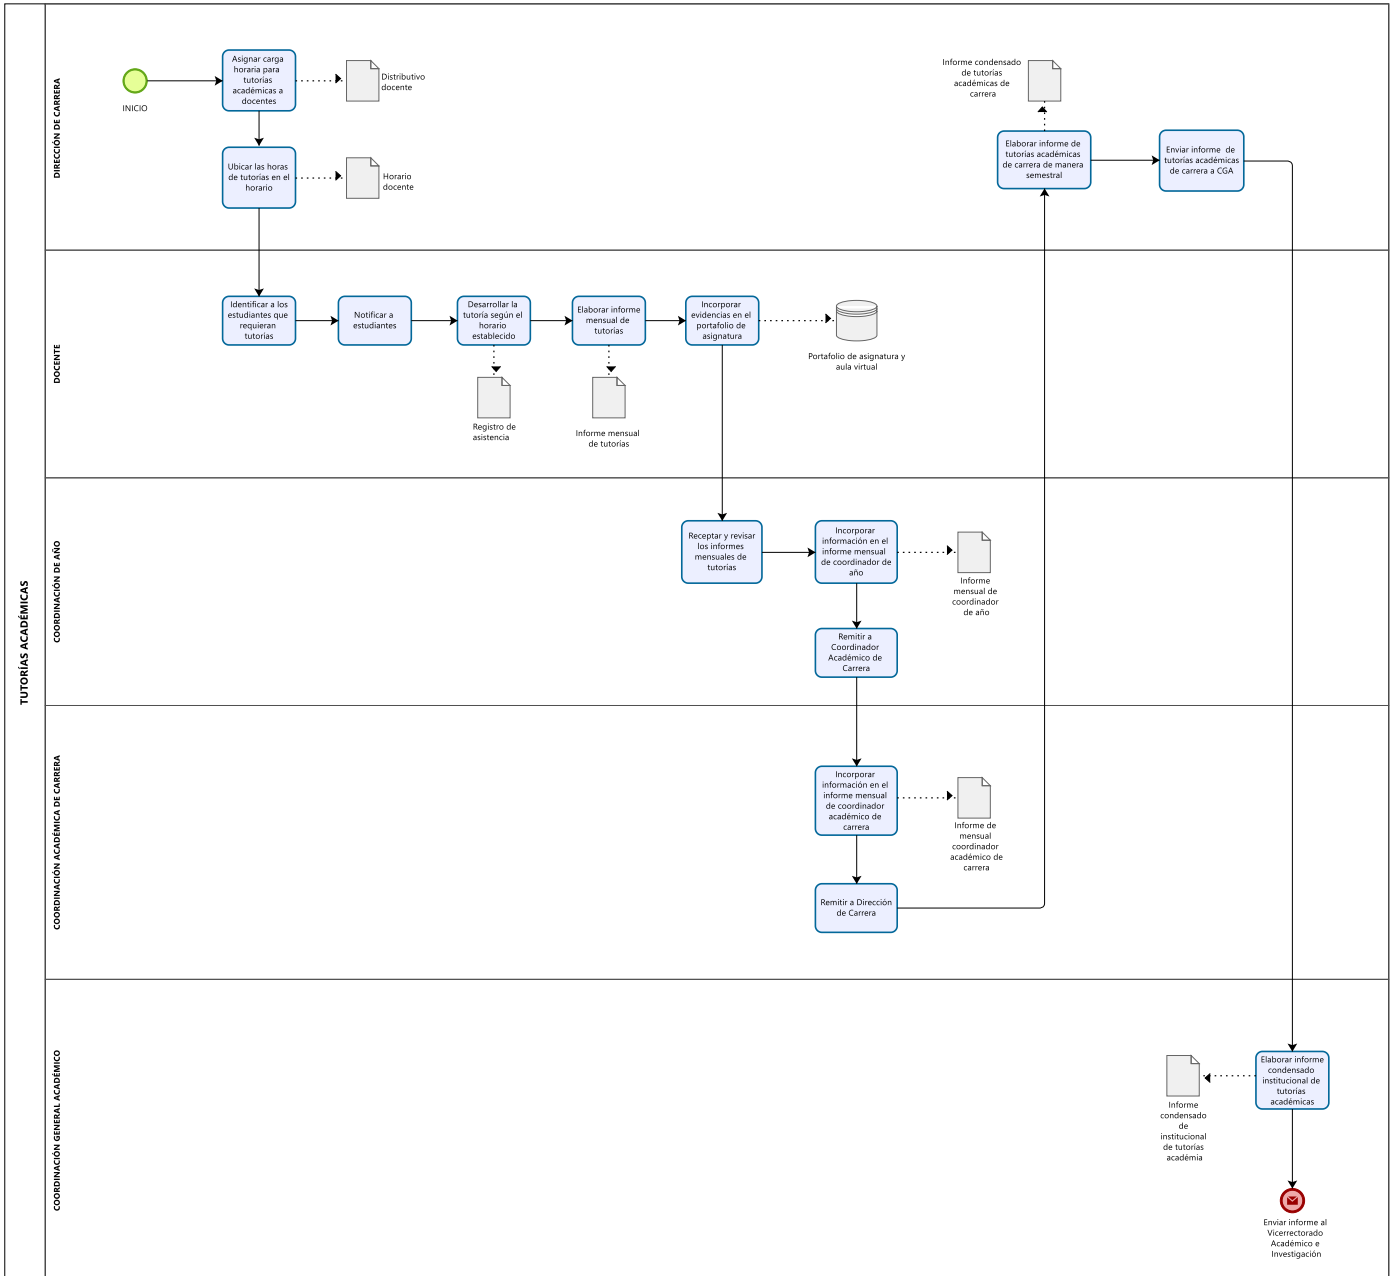 TUTORÍAS ACADÉMICAS
DIRECCIÓN DE CARRERA
INICIO
Asignar carga
horaria para
tutorías
académicas a
docentes
Distributivo
docente
Ubicar las horas
de tutorías en el
horario
Horario
docente
Informe condensado
de tutorías
académicas de
carrera
Elaborar informe de
tutorías académicas
de carrera de manera
semestral
Enviar informe  de
tutorías académicas
de carrera a CGA
DOCENTE
Identificar a los
estudiantes que
requieran
tutorías
Notificar a
estudiantes
Desarrollar la
tutoría según el
horario
establecido
Elaborar informe
mensual de
tutorías
Incorporar
evidencias en el
portafolio de
asignatura
Portafolio de asignatura y
aula virtual
Registro de
asistencia
Informe mensual
de tutorías
COORDINACIÓN DE AÑO
Receptar y revisar
los informes
mensuales de
tutorías
Incorporar
información en el
informe mensual
de coordinador de
año
Informe
mensual de
coordinador
de año
Remitir a
Coordinador
Académico de
Carrera
COORDINACIÓN ACADÉMICA DE CARRERA
Incorporar
información en el
informe mensual
de coordinador
académico de
carrera
Informe de
mensual
coordinador
académico de
carrera
Remitir a Dirección
de Carrera
COORDINACIÓN GENERAL ACADÉMICO
Elaborar informe
condensado
institucional de
tutorías
académicas
Informe
condensado
de
institucional
de tutorías
académia
Enviar informe al
Vicerrectorado
Académico e
Investigación